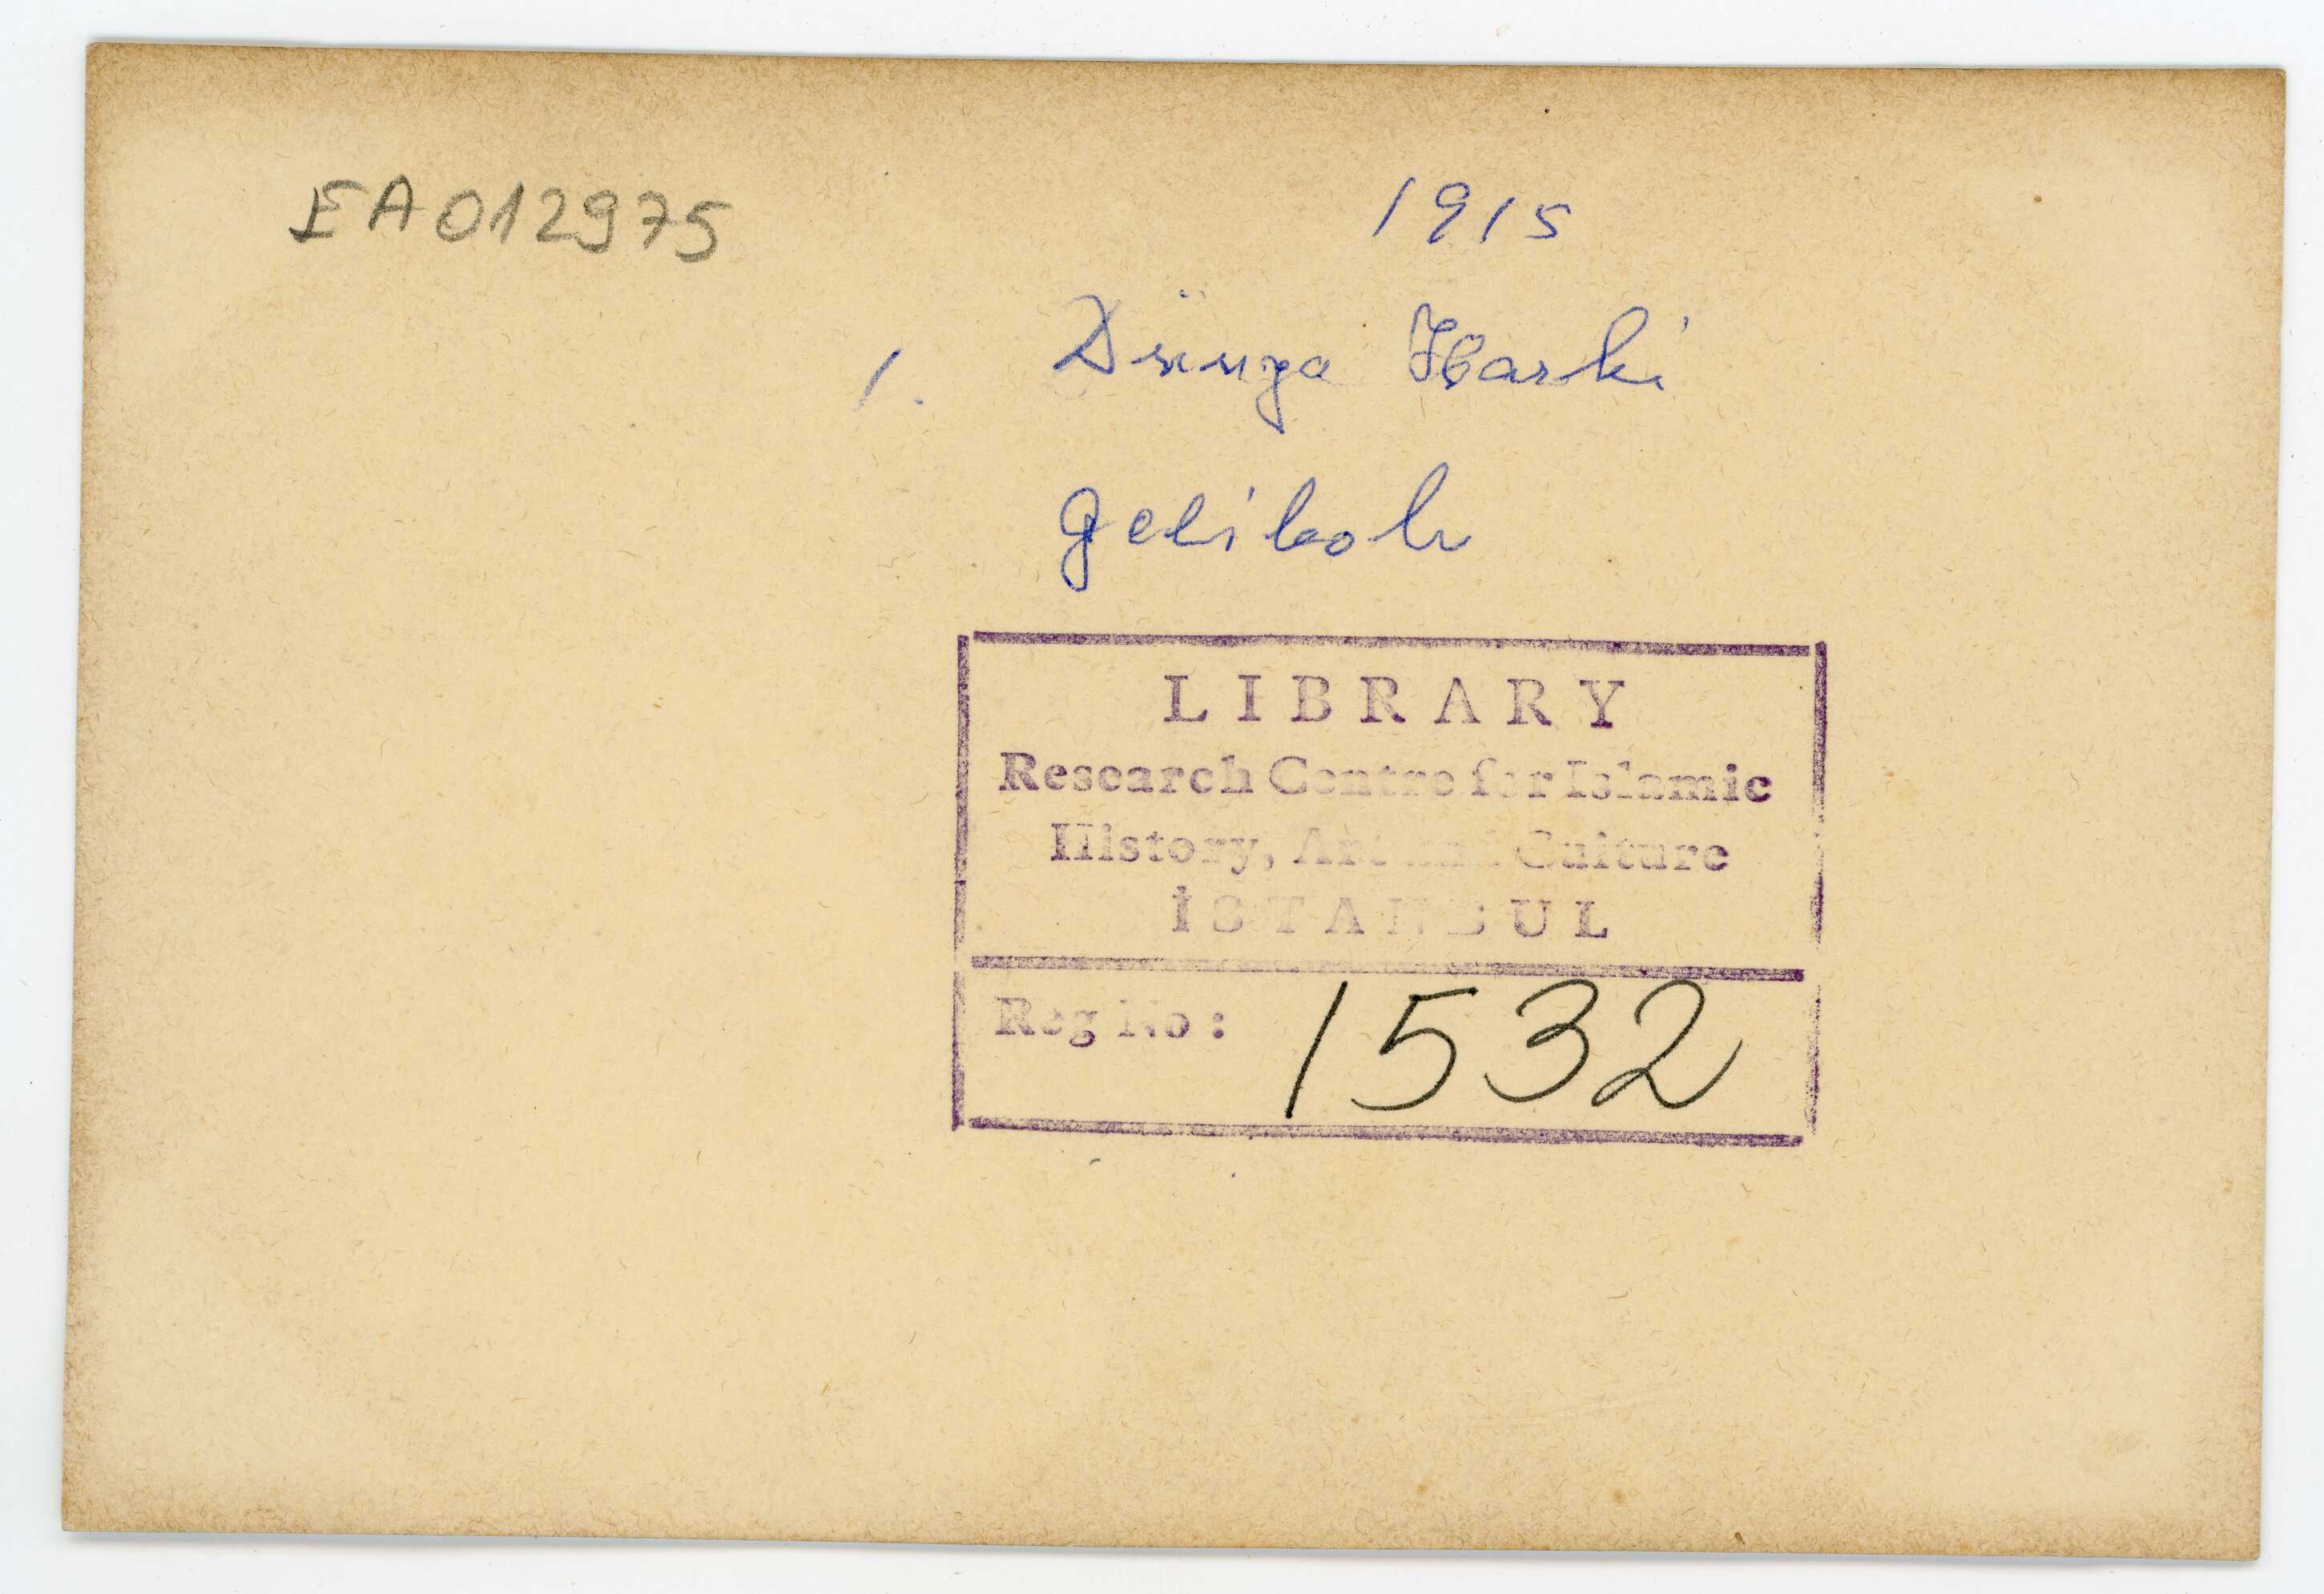 EA012975
1915
1. Dünya Harbi
Gelibolu
LIBRARY
Research Centre for Islamic
History, Art and Culture
İSTANBUL
Reg No: 1532